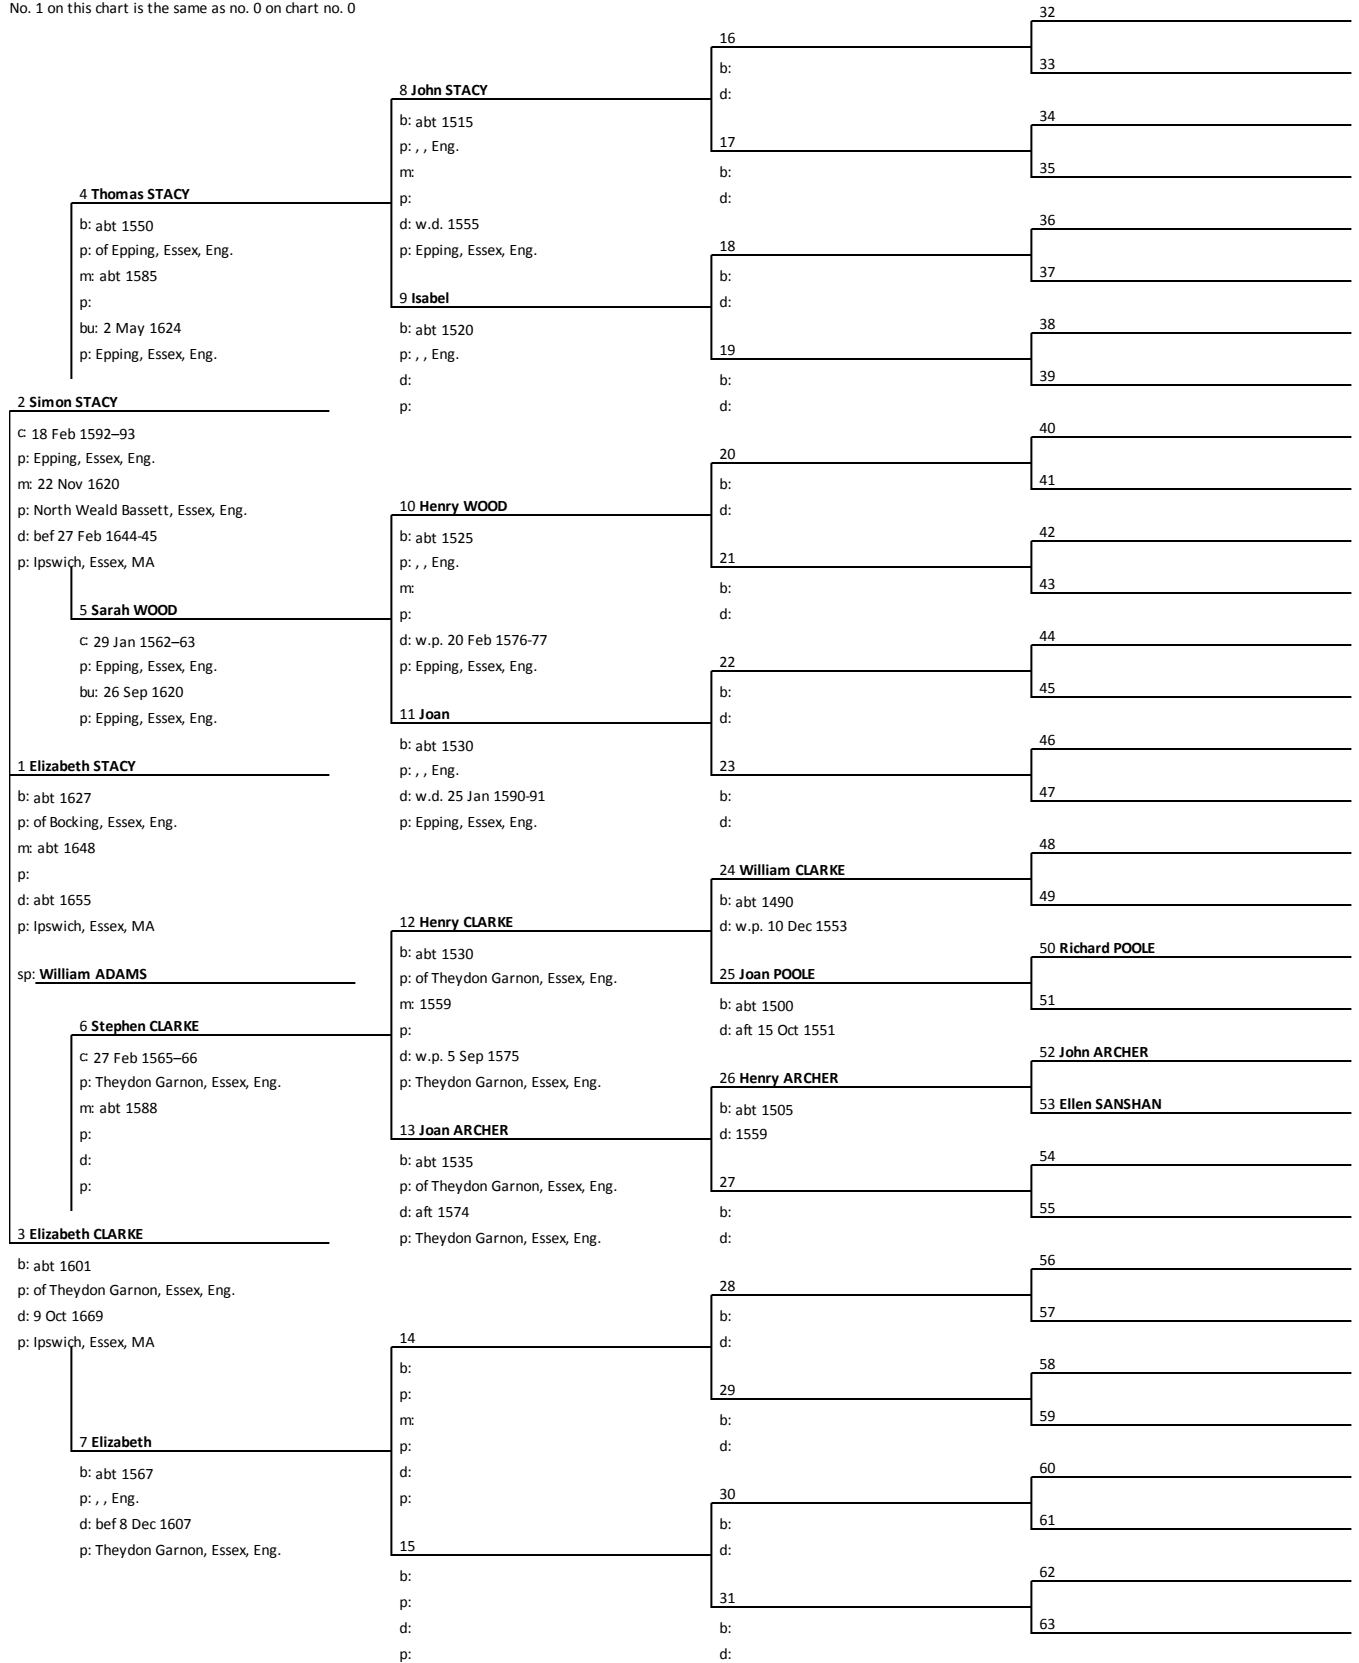 No. 1 on this chart is the same as no. 0 on chart no. 0
4 Thomas STACY
b: abt 1550
p: of Epping, Essex, Eng.
m: abt 1585
p:
bu: 2 May 1624
p: Epping, Essex, Eng.
2 Simon STACY
c: 18 Feb 1592–93
p: Epping, Essex, Eng.
m: 22 Nov 1620
p: North Weald Bassett, Essex, Eng.
d: bef 27 Feb 1644-45
p: Ipswich, Essex, MA
5 Sarah WOOD
c: 29 Jan 1562–63
p: Epping, Essex, Eng.
bu: 26 Sep 1620
p: Epping, Essex, Eng.
1 Elizabeth STACY
b: abt 1627
p: of Bocking, Essex, Eng.
m: abt 1648
p:
d: abt 1655
p: Ipswich, Essex, MA
sp: William ADAMS
6 Stephen CLARKE
c: 27 Feb 1565–66
p: Theydon Garnon, Essex, Eng.
m: abt 1588
p:
d:
p:
3 Elizabeth CLARKE
b: abt 1601
p: of Theydon Garnon, Essex, Eng.
d: 9 Oct 1669
p: Ipswich, Essex, MA
7 Elizabeth
b: abt 1567
p: , , Eng.
d: bef 8 Dec 1607
p: Theydon Garnon, Essex, Eng.
8 John STACY
b: abt 1515
p: , , Eng.
m:
p:
d: w.d. 1555
p: Epping, Essex, Eng.
9 Isabel
b: abt 1520
p: , , Eng.
d:
p:
10 Henry WOOD
b: abt 1525
p: , , Eng.
m:
p:
d: w.p. 20 Feb 1576-77
p: Epping, Essex, Eng.
11 Joan
b: abt 1530
p: , , Eng.
d: w.d. 25 Jan 1590-91
p: Epping, Essex, Eng.
12 Henry CLARKE
b: abt 1530
p: of Theydon Garnon, Essex, Eng.
m: 1559
p:
d: w.p. 5 Sep 1575
p: Theydon Garnon, Essex, Eng.
13 Joan ARCHER
b: abt 1535
p: of Theydon Garnon, Essex, Eng.
d: aft 1574
p: Theydon Garnon, Essex, Eng.
14
b:
p:
m:
p:
d:
p:
15
b:
p:
d:
p:
16
b:
d:
17
b:
d:
18
b:
d:
19
b:
d:
20
b:
d:
21
b:
d:
22
b:
d:
23
b:
d:
24 William CLARKE
b: abt 1490
d: w.p. 10 Dec 1553
25 Joan POOLE
b: abt 1500
d: aft 15 Oct 1551
26 Henry ARCHER
b: abt 1505
d: 1559
27
b:
d:
28
b:
d:
29
b:
d:
30
b:
d:
31
b:
d:
32
33
34
35
36
37
38
39
40
41
42
43
44
45
46
47
48
49
50 Richard POOLE
51
52 John ARCHER
53 Ellen SANSHAN
54
55
56
57
58
59
60
61
62
63